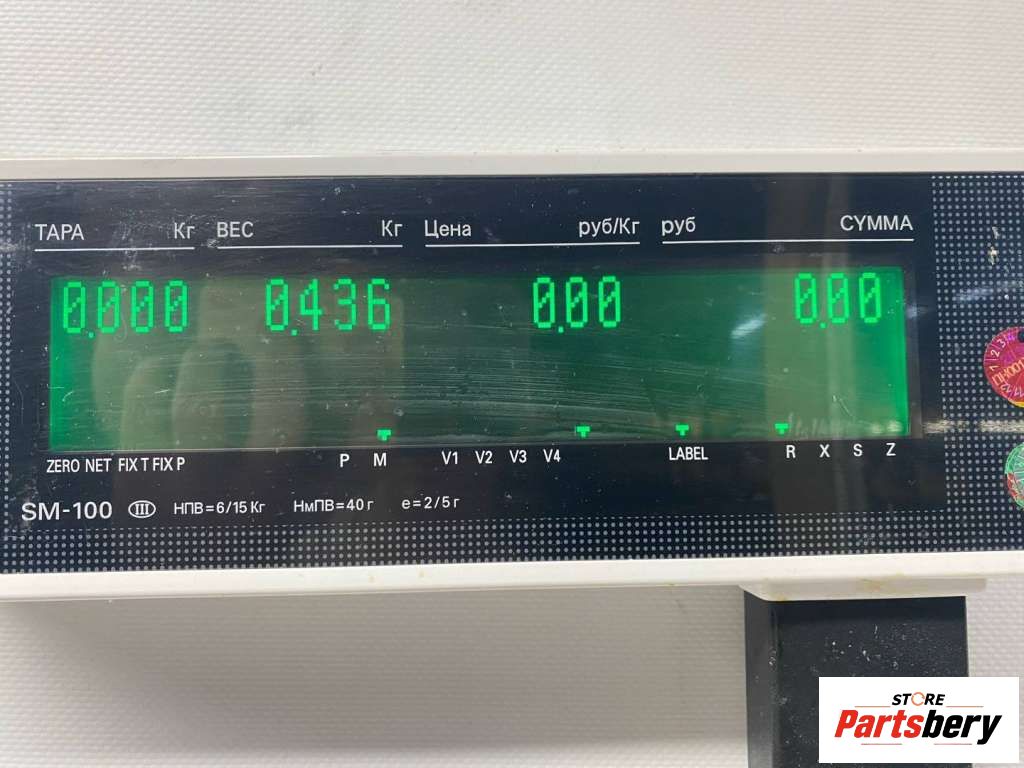 ТАРА Кг ВЕС Кг Цена руб/Кг руб СУММА
0.000 0.436 0.00 0.00
ZERO NET FIX T FIX P P M V1 V2 V3 V4 LABEL R X S Z
SM-100 III НПВ=6/15 Кг НмПВ=40 г e=2/5 г
STORE
Partsbery